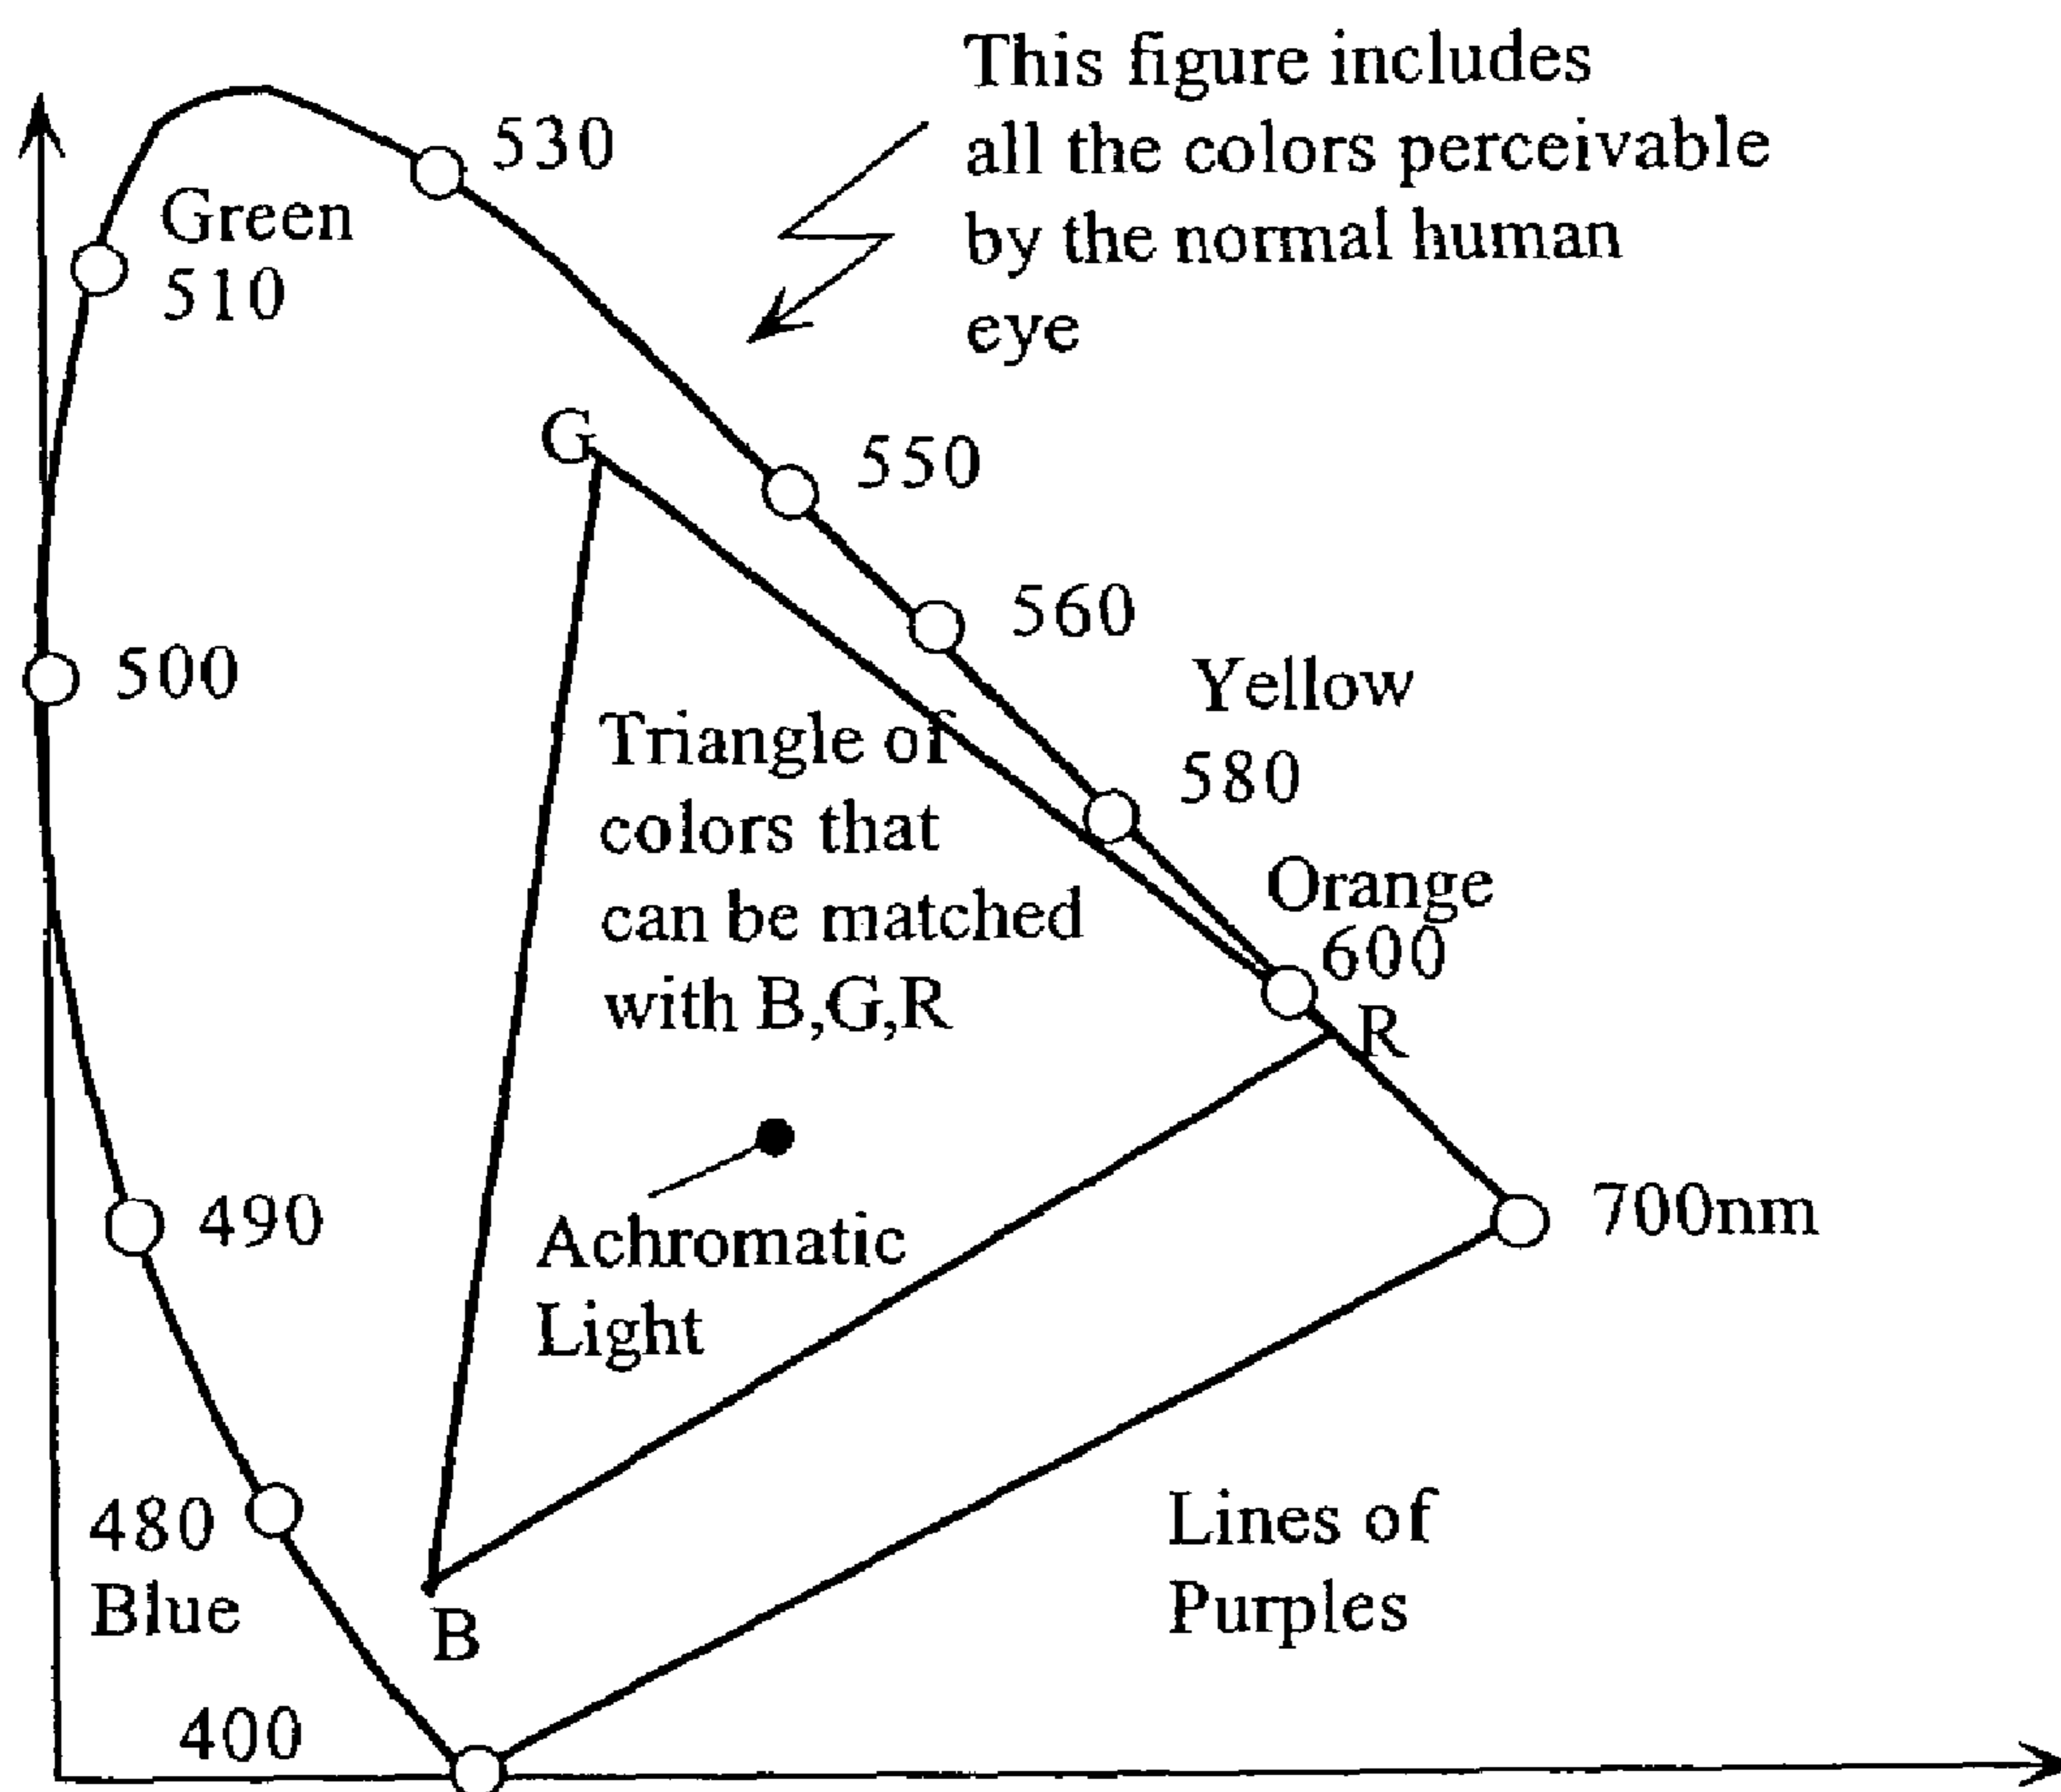 This figure includes
all the colors perceivable
by the normal human
eye
530
Green
510
G
550
560
500
Yellow
580
Triangle of
colors that
can be matched
with B,G,R
Orange
600
R
Achromatic
Light
700nm
490
480
Blue
B
Lines of
Purples
400